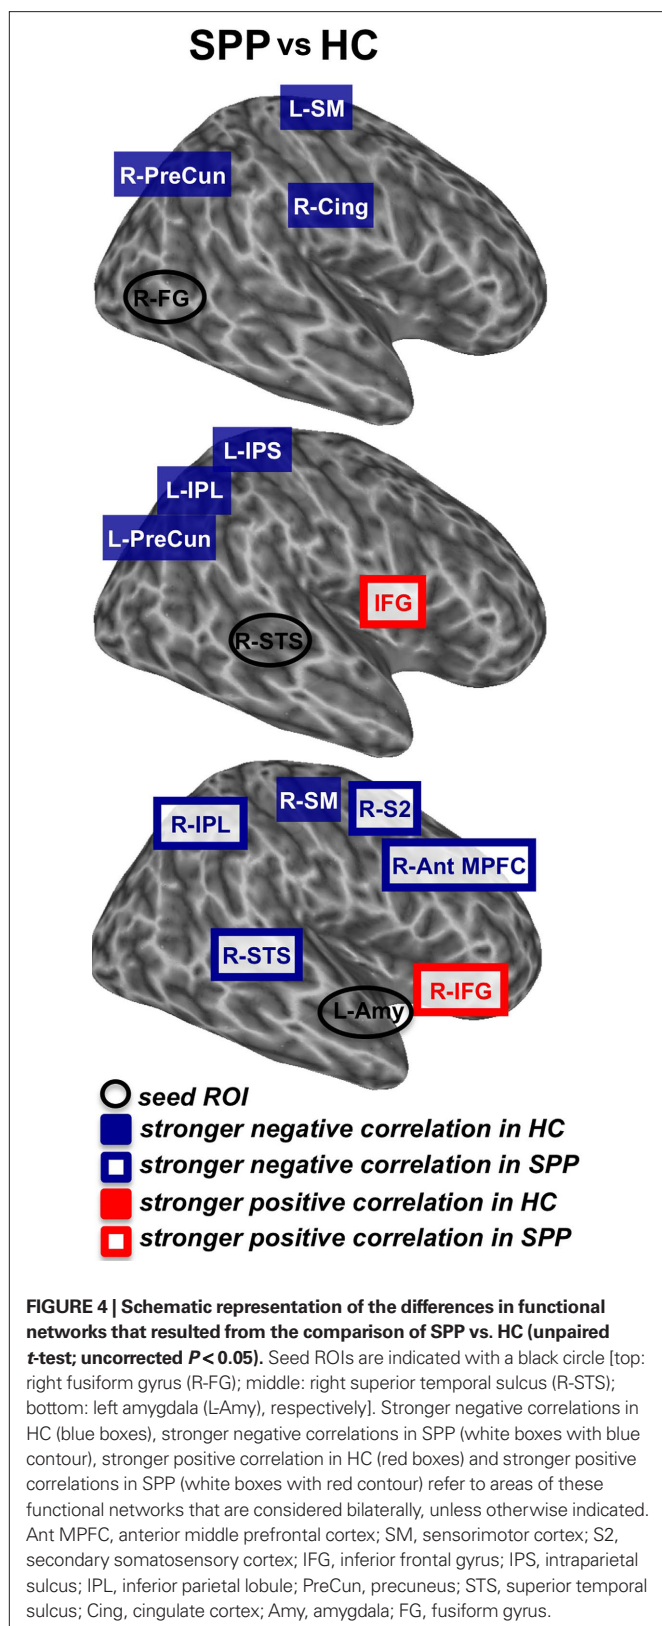 SPP vs HC
L-SM
R-PreCun
R-Cing
R-FG
L-IPS
L-IPL
L-PreCun
IFG
R-STS
R-SM
R-S2
R-IPL
R-Ant MPFC
R-STS
R-IFG
L-Amy
seed ROI
stronger negative correlation in HC
stronger negative correlation in SPP
stronger positive correlation in HC
stronger positive correlation in SPP
FIGURE 4 | Schematic representation of the differences in functional
networks that resulted from the comparison of SPP vs. HC (unpaired
t-test; uncorrected P < 0.05). Seed ROIs are indicated with a black circle [top:
right fusiform gyrus (R-FG); middle: right superior temporal sulcus (R-STS);
bottom: left amygdala (L-Amy), respectively]. Stronger negative correlations in
HC (blue boxes), stronger negative correlations in SPP (white boxes with blue
contour), stronger positive correlation in HC (red boxes) and stronger positive
correlations in SPP (white boxes with red contour) refer to areas of these
functional networks that are considered bilaterally, unless otherwise indicated.
Ant MPFC, anterior middle prefrontal cortex; SM, sensorimotor cortex; S2,
secondary somatosensory cortex; IFG, inferior frontal gyrus; IPS, intraparietal
sulcus; IPL, inferior parietal lobule; PreCun, precuneus; STS, superior temporal
sulcus; Cing, cingulate cortex; Amy, amygdala; FG, fusiform gyrus.